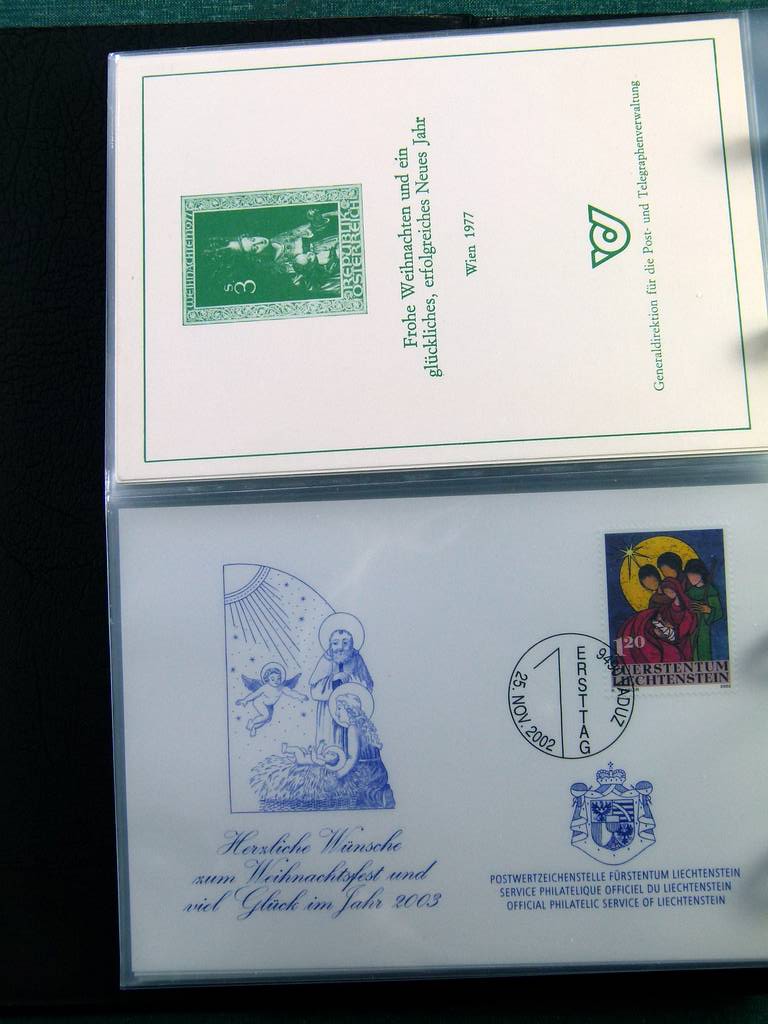 WEIHNACHTEN 1977
S
3
REPUBLIK
ÖSTERREICH
Frohe Weihnachten und ein
glückliches, erfolgreiches Neues Jahr
Wien 1977
Generaldirektion für die Post- und Telegraphenverwaltung
120
FÜRSTENTUM
LIECHTENSTEIN
2002
1
ERSTTAG
25. NOV. 2002
VADUZ
Herzliche Wünsche
zum Weihnachtsfest und
viel Glück im Jahr 2003
POSTWERTZEICHENSTELLE FÜRSTENTUM LIECHTENSTEIN
SERVICE PHILATELIQUE OFFICIEL DU LIECHTENSTEIN
OFFICIAL PHILATELIC SERVICE OF LIECHTENSTEIN